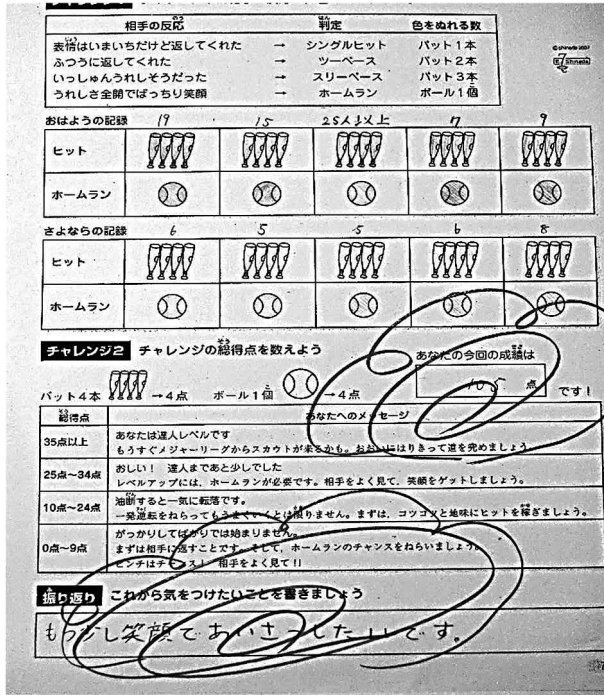 相手の反応 判定 色をぬれる数
表情はいまいちだけど返してくれた → シングルヒット バット1本
ふつうに返してくれた → ツーベース バット2本
いっしゅんうれしそうだった → スリーベース バット3本
うれしさ全開でばっちり笑顔 → ホームラン ボール1個
©shinada 2007
Shinada
おはようの記録 19 15 25人以上 7 9
ヒット
ホームラン
さよならの記録 6 5 5 6 8
ヒット
ホームラン
チャレンジ2 チャレンジの総得点を数えよう
あなたの今回の成績は
105 点 です!
バット4本 →4点 ボール1個 →4点
総得点 あなたへのメッセージ
35点以上 あなたは達人レベルです
もうすぐメジャーリーグからスカウトが来るかも。おおいにはりきって道を究めましょう
25点〜34点 おしい! 達人まであと少しでした
レベルアップには、ホームランが必要です。相手をよく見て、笑顔をゲットしましょう。
10点〜24点 油断すると一気に転落です。
一発逆転をねらってもうまくいくとは限りません。まずは、コツコツと地味にヒットを稼ぎましょう。
0点〜9点 がっかりしてばかりでは始まりません。
まずは相手に返すことです。そして、ホームランのチャンスをねらいましょう。
ピンチはチャンス! 相手をよく見て!!
振り返り これから気をつけたいことを書きましょう
もう少し笑顔であいさつしたいです。